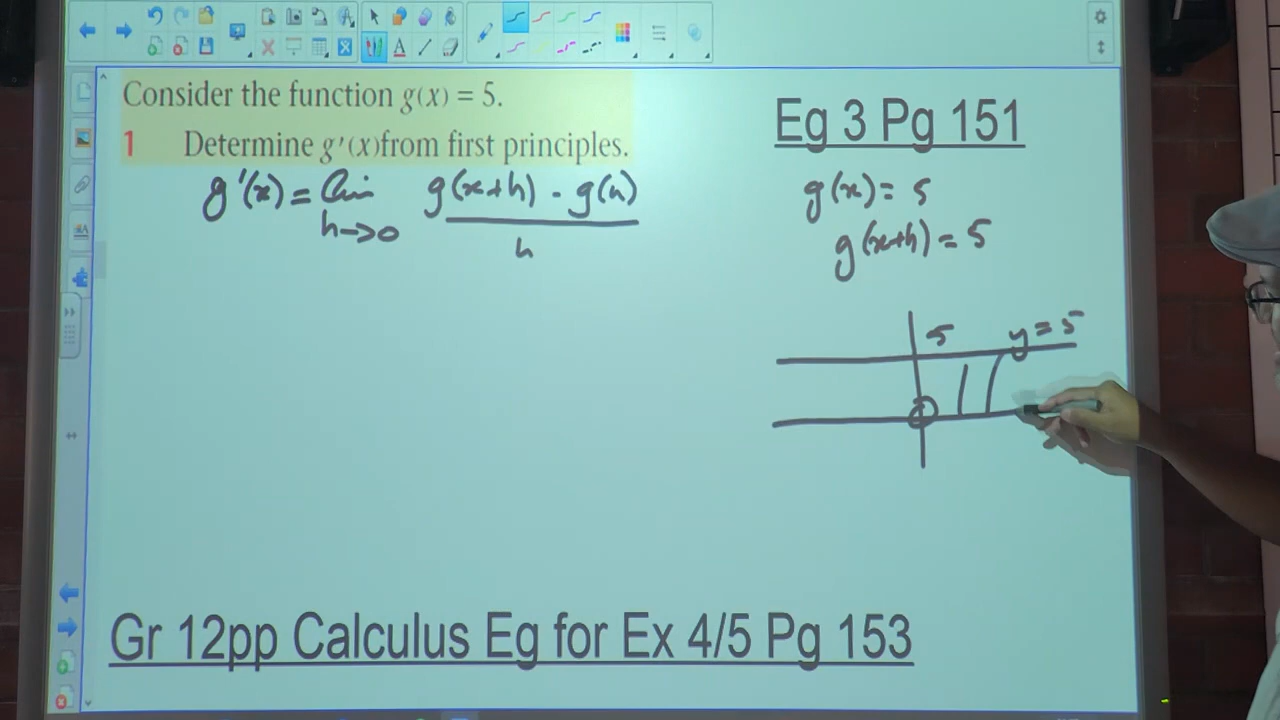 Consider the function g(x) = 5.
1 Determine g'(x)from first principles.
g'(x) = lim h->0 g(x+h) - g(h) / h
Eg 3 Pg 151
g(x) = 5
g(x+h) = 5
5 y = 5
Gr 12pp Calculus Eg for Ex 4/5 Pg 153